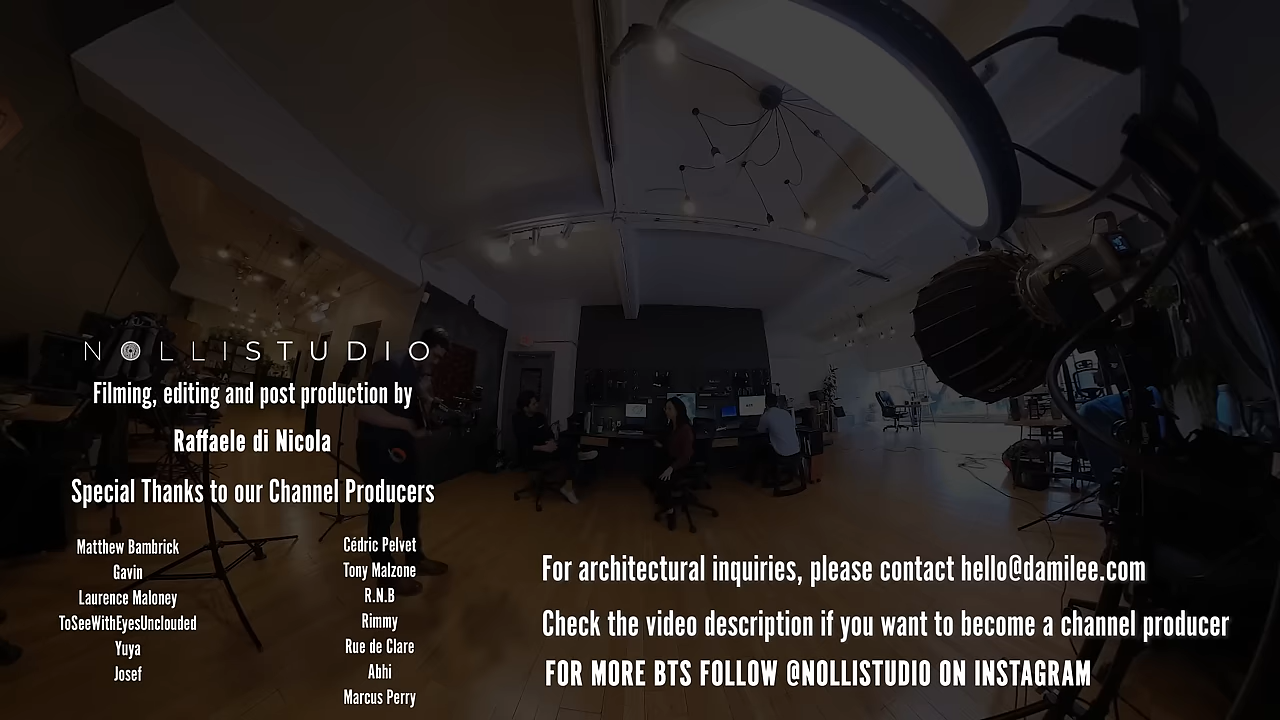 NOLLISTUDIO
Filming, editing and post production by
Raffaele di Nicola
Special Thanks to our Channel Producers
Matthew Bambrick
Gavin
Laurence Maloney
ToSeeWithEyesUnclouded
Yuya
Josef
Cédric Pelvet
Tony Malzone
R.N.B
Rimmy
Rue de Clare
Abhi
Marcus Perry
For architectural inquiries, please contact hello@damilee.com
Check the video description if you want to become a channel producer
FOR MORE BTS FOLLOW @NOLLISTUDIO ON INSTAGRAM